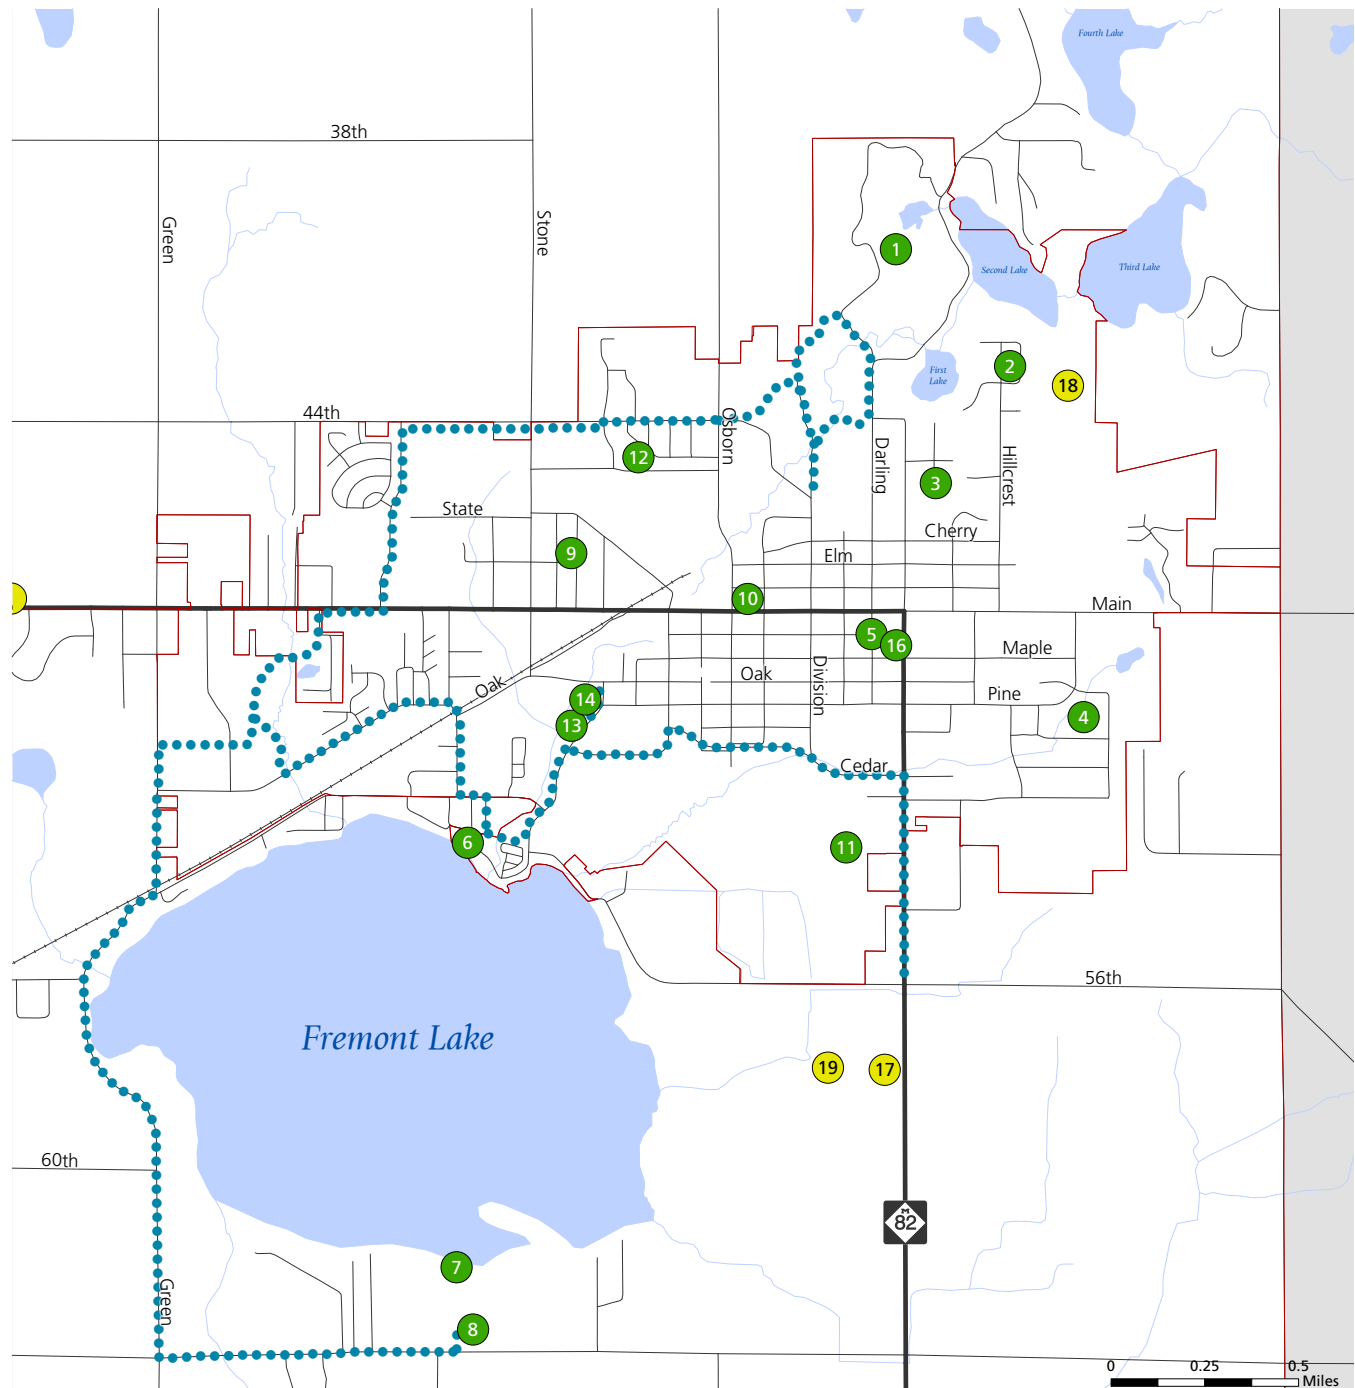 Fourth Lake
38th
Green
Stone
1
Second Lake
Third Lake
First
Lake
2
18
44th
Osborn
12
Darling
3
Hillcrest
State
Cherry
9
Elm
10
Main
5
16
Maple
Oak
Division
Oak
14
Pine
13
4
Cedar
6
11
56th
Fremont Lake
19
17
60th
M
82
7
Green
8
0
0.25
0.5
Miles